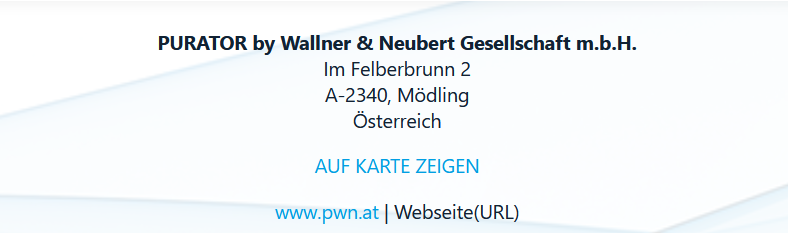 PURATOR by Wallner & Neubert Gesellschaft m.b.H.
Im Felberbrunn 2
A-2340, Mödling
Österreich
AUF KARTE ZEIGEN
www.pwn.at | Webseite(URL)